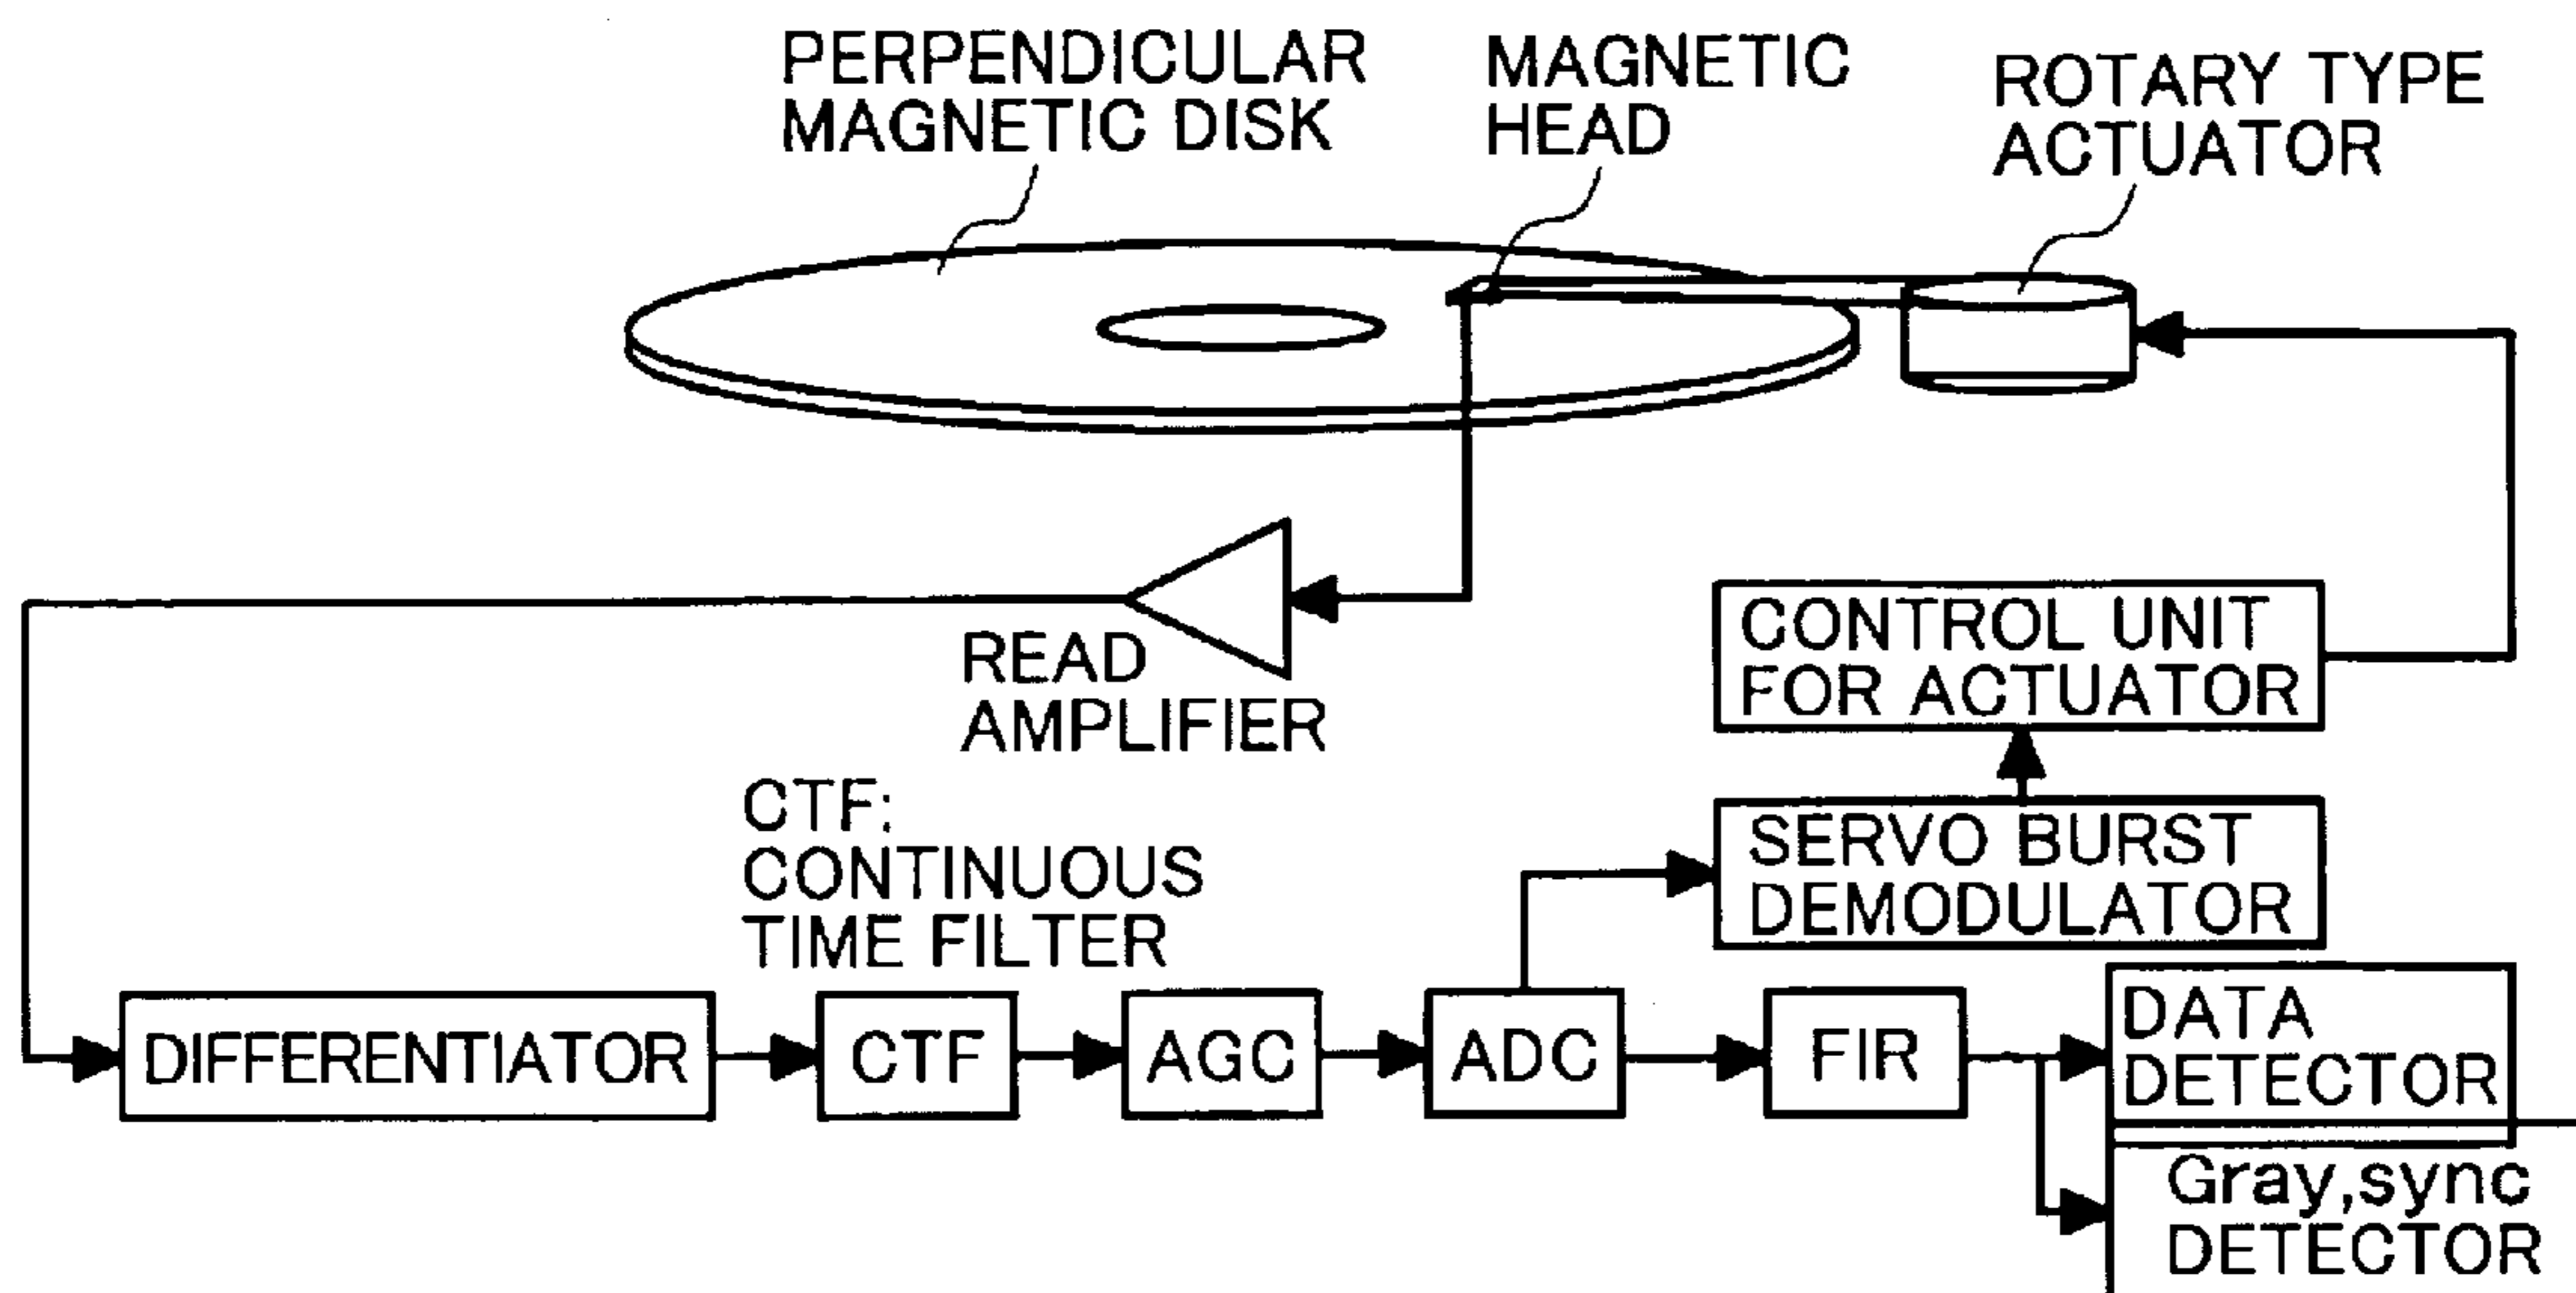 PERPENDICULAR
MAGNETIC DISK
MAGNETIC
HEAD
ROTARY TYPE
ACTUATOR
READ
AMPLIFIER
CONTROL UNIT
FOR ACTUATOR
CTF:
CONTINUOUS
TIME FILTER
SERVO BURST
DEMODULATOR
DIFFERENTIATOR
CTF
AGC
ADC
FIR
DATA
DETECTOR
Gray,sync
DETECTOR